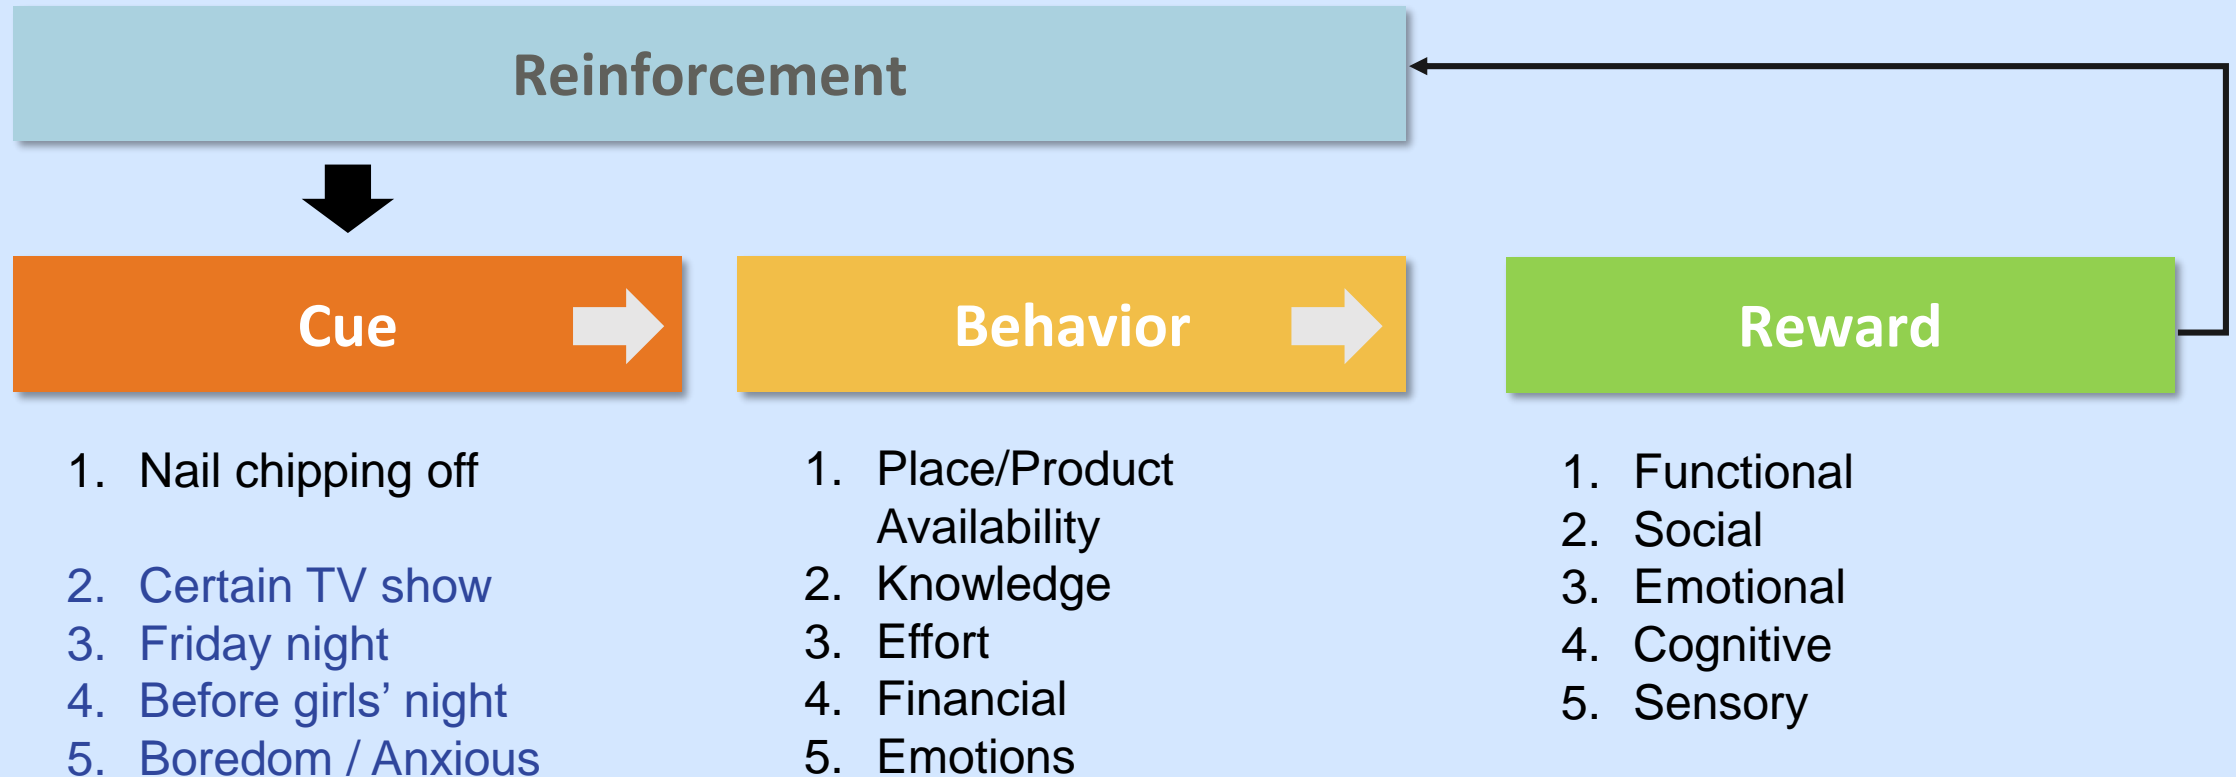 Reinforcement
Cue
Behavior
Reward
1. Nail chipping off
2. Certain TV show
3. Friday night
4. Before girls’ night
5. Boredom / Anxious
1. Place/Product
Availability
2. Knowledge
3. Effort
4. Financial
5. Emotions
1. Functional
2. Social
3. Emotional
4. Cognitive
5. Sensory